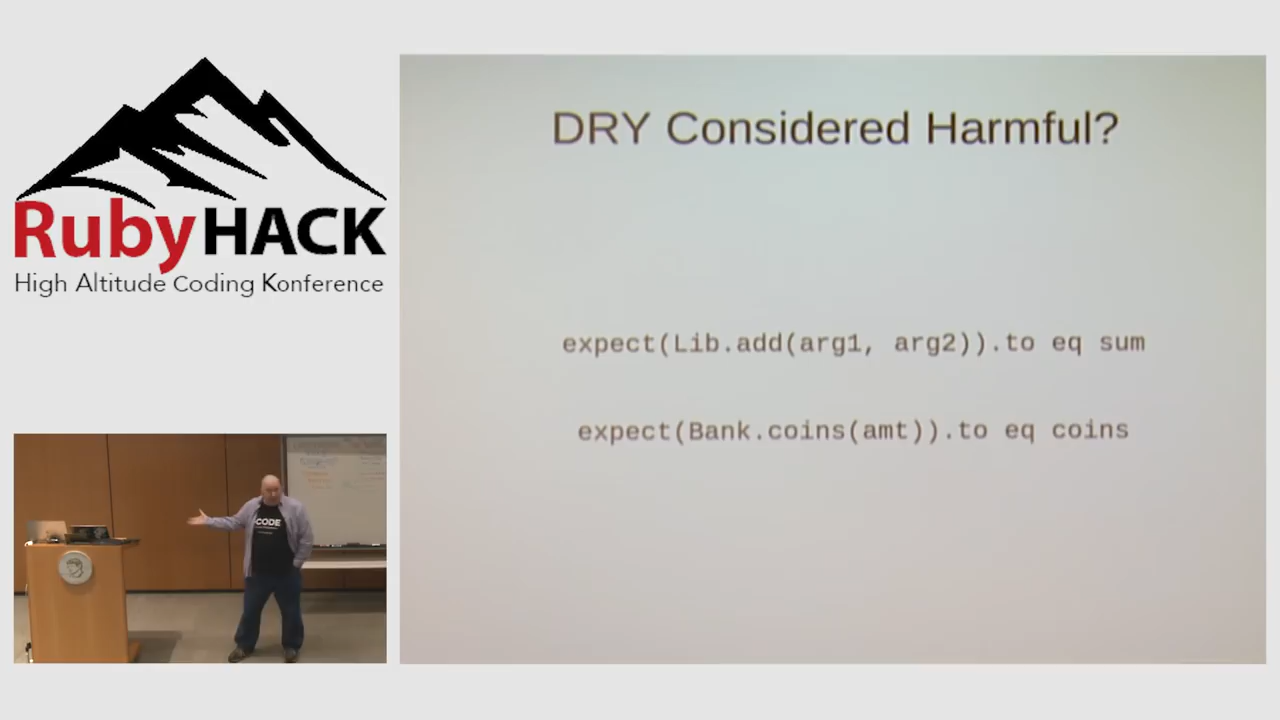 RubyHACK
High Altitude Coding Konference
DRY Considered Harmful?
expect(Lib.add(arg1, arg2)).to eq sum
expect(Bank.coins(amt)).to eq coins
CODE